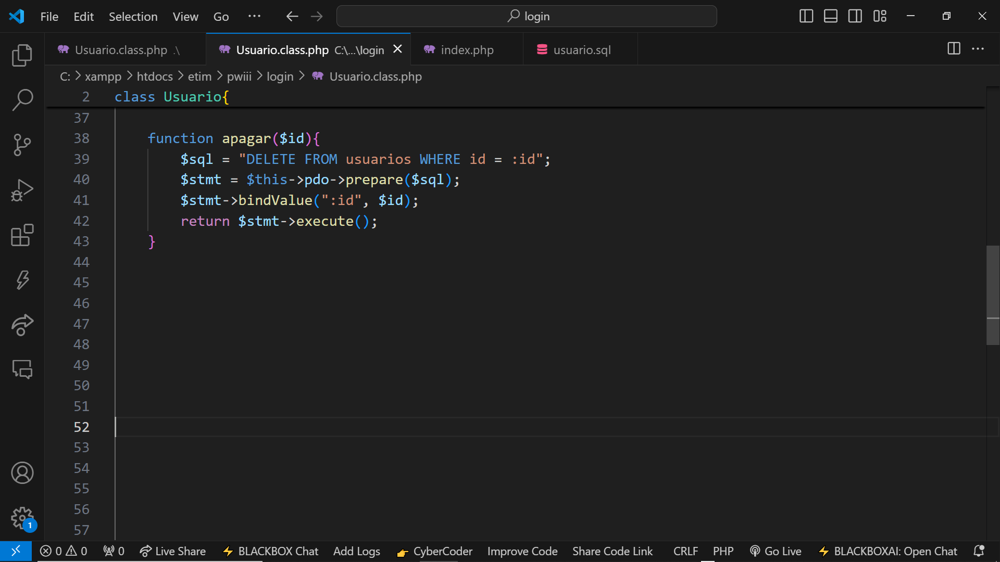 File Edit Selection View Go ··· login
Usuario.class.php .\ Usuario.class.php C:\...\login index.php usuario.sql
C: > xampp > htdocs > etim > pwiii > login > Usuario.class.php
2 class Usuario{
37
38 function apagar($id){
39 $sql = "DELETE FROM usuarios WHERE id = :id";
40 $stmt = $this->pdo->prepare($sql);
41 $stmt->bindValue(":id", $id);
42 return $stmt->execute();
43 }
44
45
46
47
48
49
50
51
52
53
54
55
56
57
1
0 0 0 Live Share BLACKBOX Chat Add Logs CyberCoder Improve Code Share Code Link CRLF PHP Go Live BLACKBOXAI: Open Chat